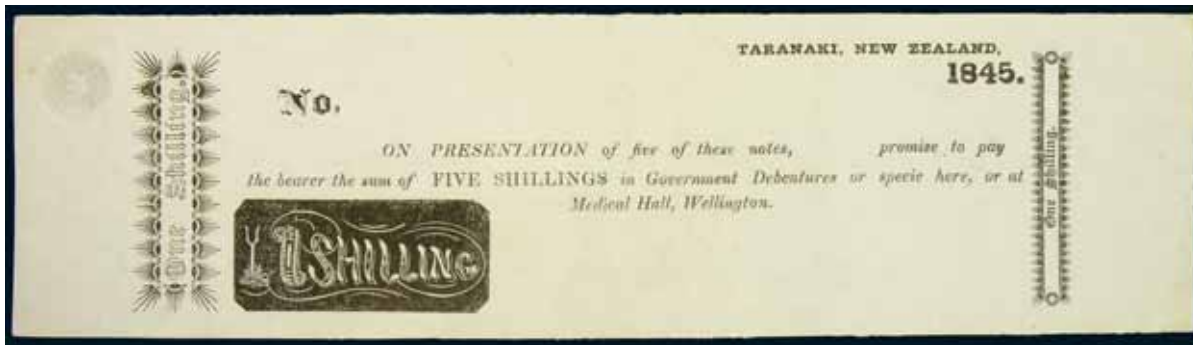 TARANAKI, NEW ZEALAND,
1845.
No.
ON PRESENTATION of five of these notes, promise to pay
the bearer the sum of FIVE SHILLINGS in Government Debentures or specie here, or at
Medical Hall, Wellington.
1 SHILLING
One Shilling.
One Shilling.